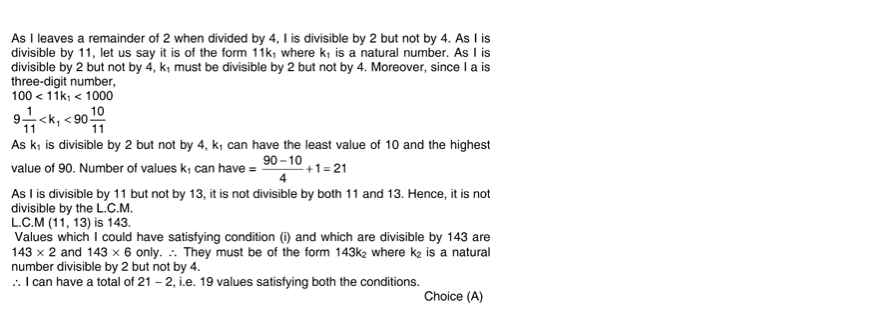 As I leaves a remainder of 2 when divided by 4, I is divisible by 2 but not by 4. As I is
divisible by 11, let us say it is of the form 11k₁ where k₁ is a natural number. As I is
divisible by 2 but not by 4, k₁ must be divisible by 2 but not by 4. Moreover, since I a is
three-digit number,
100 < 11k₁ < 1000
9 1/11 < k₁ < 90 10/11
As k₁ is divisible by 2 but not by 4, k₁ can have the least value of 10 and the highest
value of 90. Number of values k₁ can have = (90 – 10)/4 + 1 = 21
As I is divisible by 11 but not by 13, it is not divisible by both 11 and 13. Hence, it is not
divisible by the L.C.M.
L.C.M (11, 13) is 143.
Values which I could have satisfying condition (i) and which are divisible by 143 are
143 × 2 and 143 × 6 only. ∴ They must be of the form 143k₂ where k₂ is a natural
number divisible by 2 but not by 4.
∴ I can have a total of 21 – 2, i.e. 19 values satisfying both the conditions.
Choice (A)